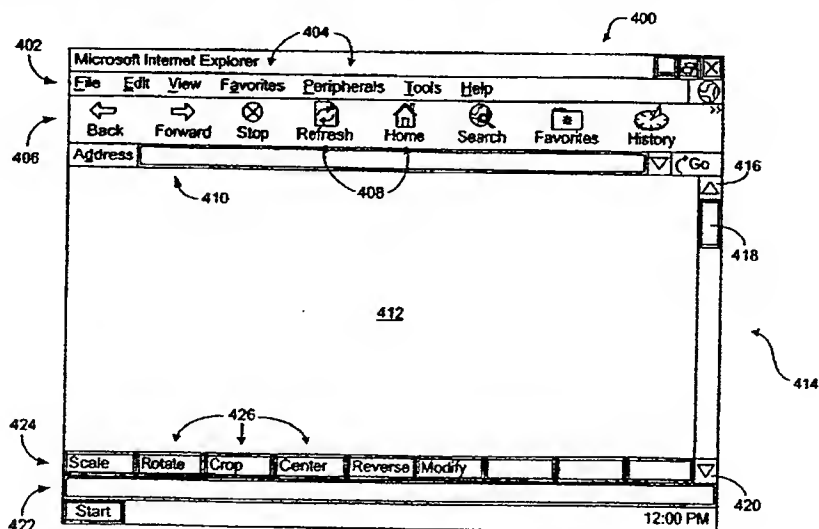 400
404
402
Microsoft Internet Explorer
File Edit View Favorites Peripherals Tools Help
406
Back Forward Stop Refresh Home Search Favorites History
Address Go
408
410
416
418
412
414
426
424
Scale Rotate Crop Center Reverse Modify
420
422
Start 12:00 PM